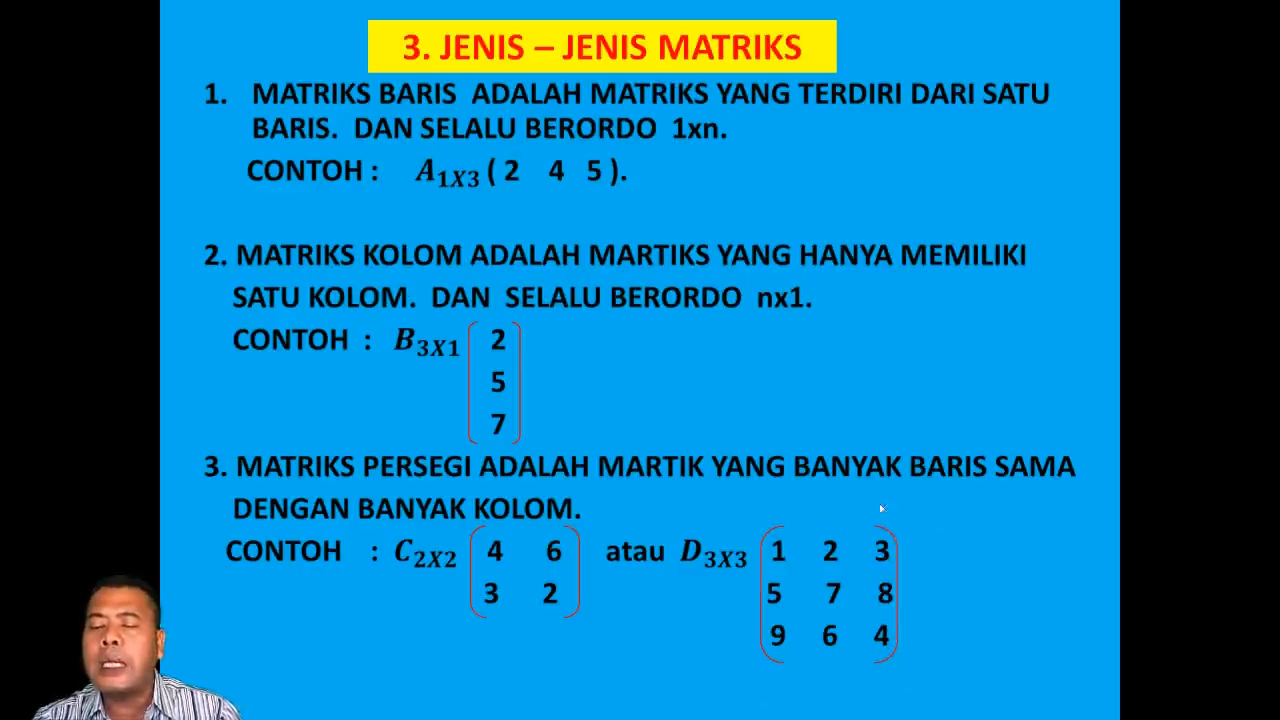 3. JENIS – JENIS MATRIKS
1. MATRIKS BARIS ADALAH MATRIKS YANG TERDIRI DARI SATU
BARIS. DAN SELALU BERORDO 1xn.
CONTOH : A1X3 ( 2 4 5 ).
2. MATRIKS KOLOM ADALAH MARTIKS YANG HANYA MEMILIKI
SATU KOLOM. DAN SELALU BERORDO nx1.
CONTOH : B3X1 2
5
7
3. MATRIKS PERSEGI ADALAH MARTIK YANG BANYAK BARIS SAMA
DENGAN BANYAK KOLOM.
CONTOH : C2X2 4 6 atau D3X3 1 2 3
3 2 5 7 8
9 6 4